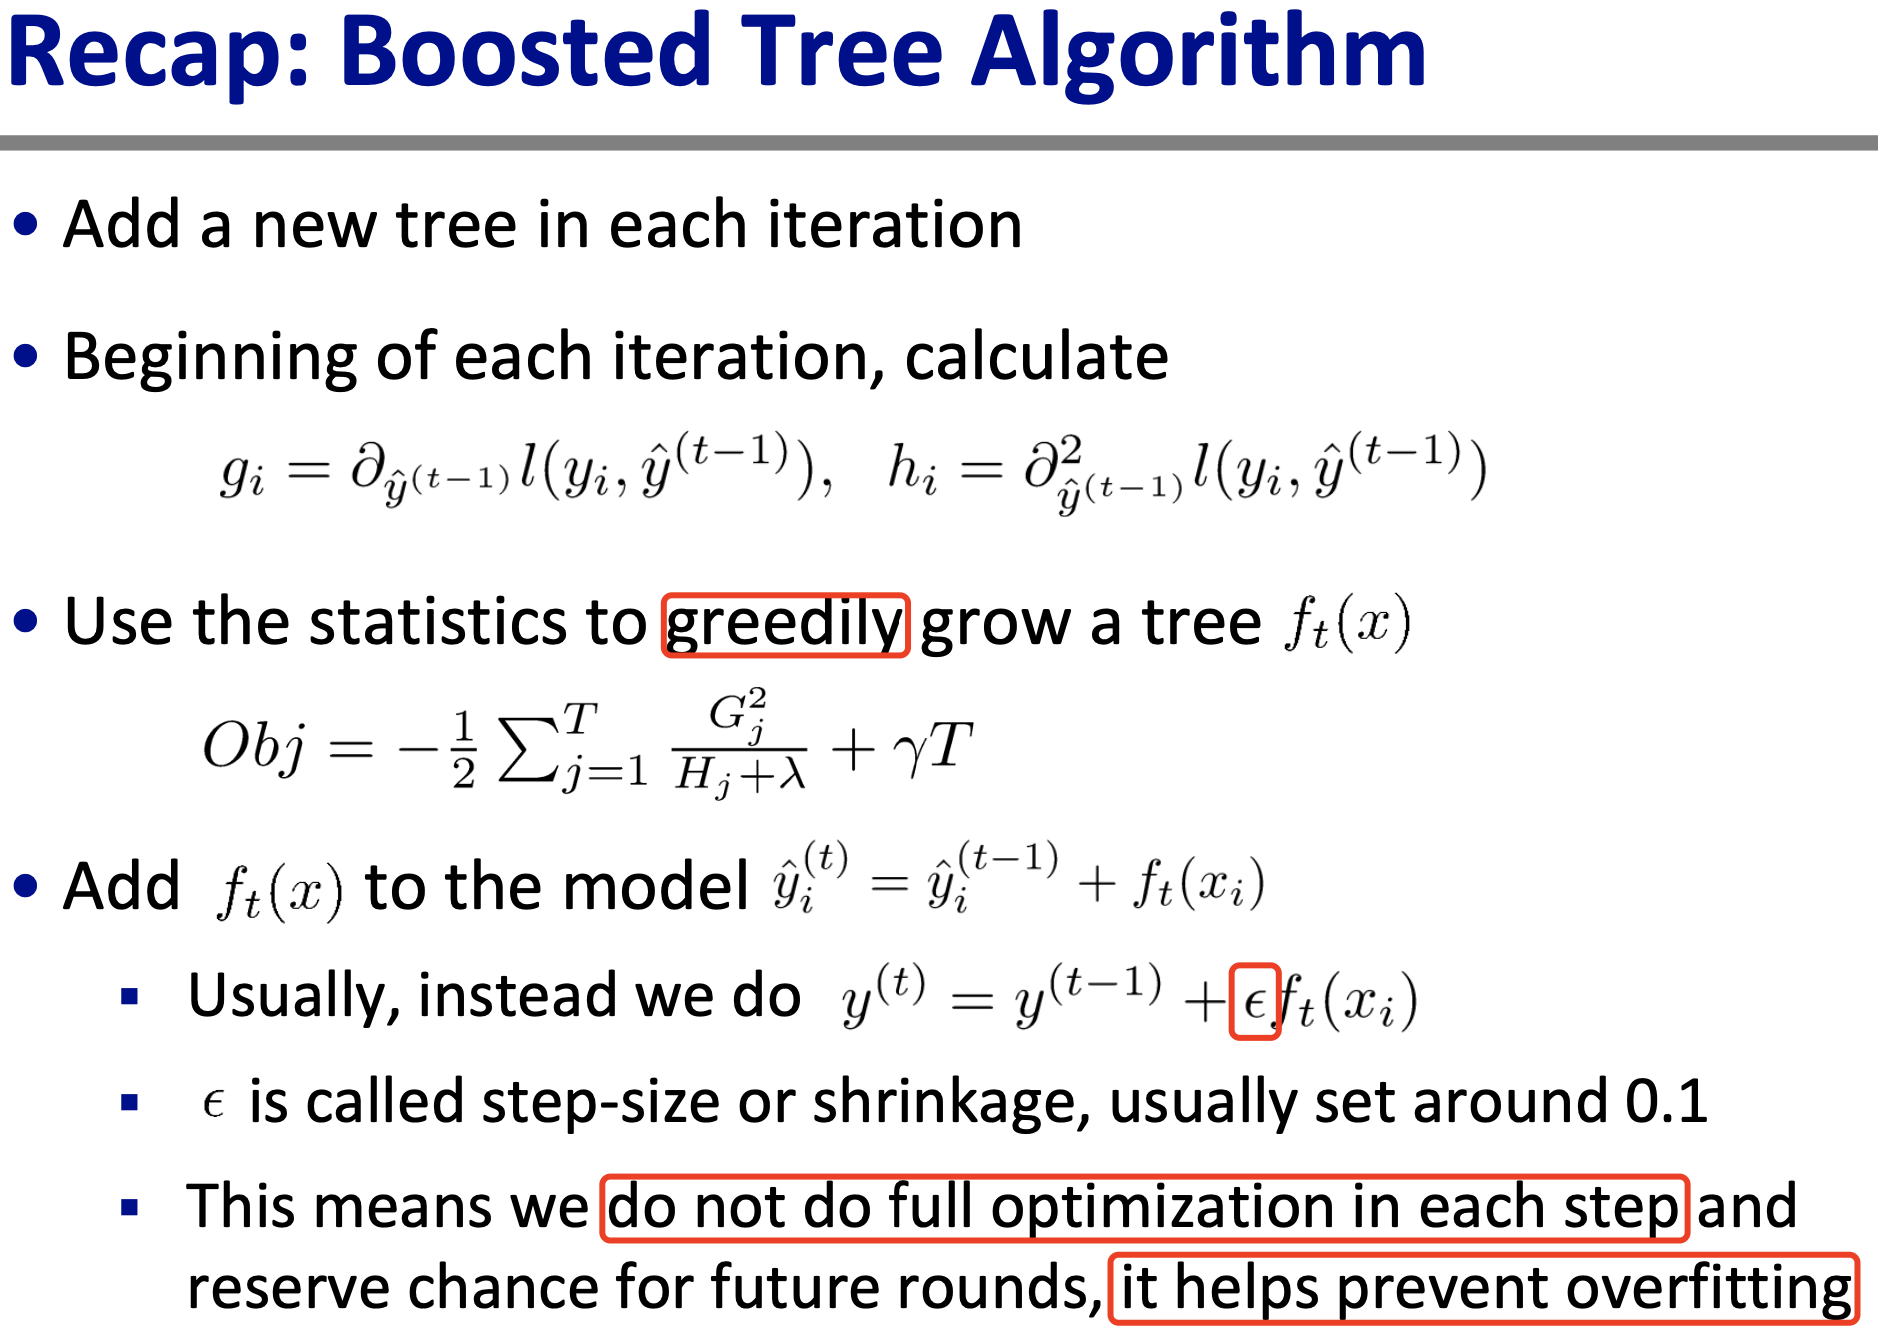 Recap: Boosted Tree Algorithm
• Add a new tree in each iteration
• Beginning of each iteration, calculate
$g_i = \partial_{\hat{y}^{(t-1)}} l(y_i, \hat{y}^{(t-1)}), \quad h_i = \partial^2_{\hat{y}^{(t-1)}} l(y_i, \hat{y}^{(t-1)})$
• Use the statistics to greedily grow a tree $f_t(x)$
$Obj = -\frac{1}{2} \sum_{j=1}^{T} \frac{G_j^2}{H_j + \lambda} + \gamma T$
• Add $f_t(x)$ to the model $\hat{y}_i^{(t)} = \hat{y}_i^{(t-1)} + f_t(x_i)$
▪ Usually, instead we do $y^{(t)} = y^{(t-1)} + \epsilon f_t(x_i)$
▪ $\epsilon$ is called step-size or shrinkage, usually set around 0.1
▪ This means we do not do full optimization in each step and
reserve chance for future rounds, it helps prevent overfitting